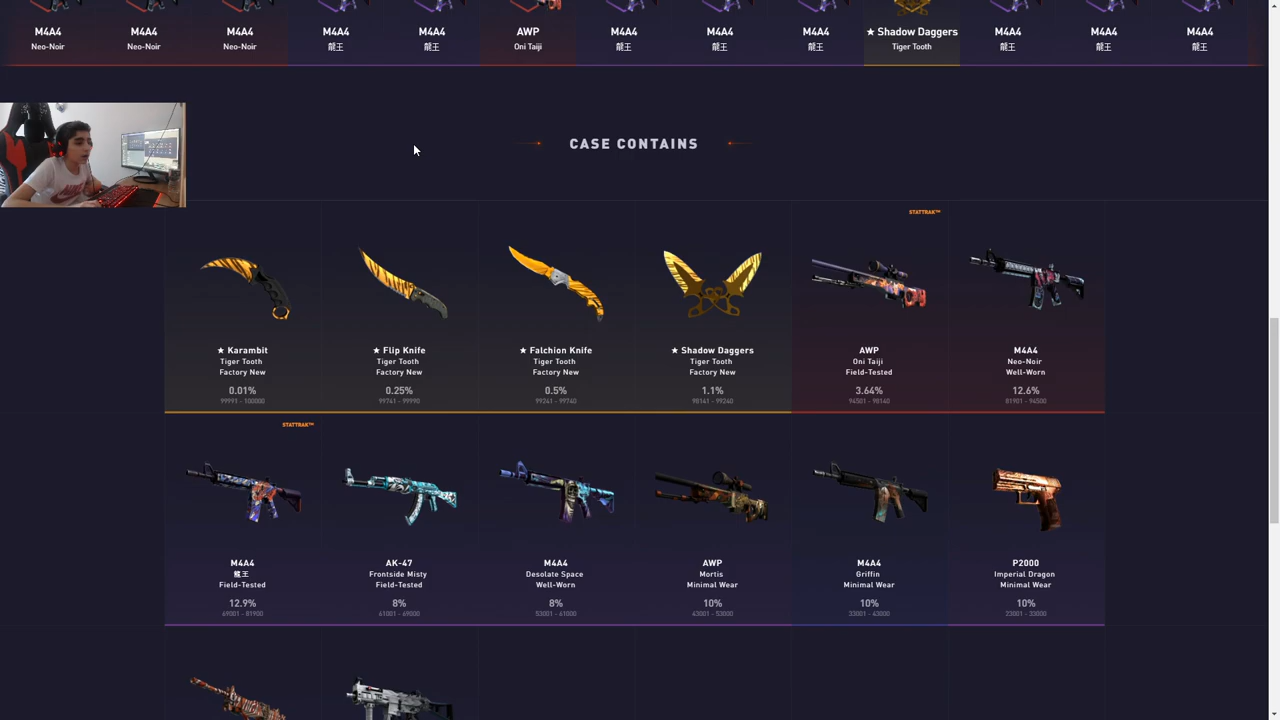 M4A4 M4A4 M4A4 M4A4 M4A4 AWP M4A4 M4A4 M4A4 ★ Shadow Daggers M4A4 M4A4 M4A4
Neo-Noir Neo-Noir Neo-Noir 龍王 龍王 Oni Taiji 龍王 龍王 龍王 Tiger Tooth 龍王 龍王 龍王
CASE CONTAINS
STATTRAK™
★ Karambit ★ Flip Knife ★ Falchion Knife ★ Shadow Daggers AWP M4A4
Tiger Tooth Tiger Tooth Tiger Tooth Tiger Tooth Oni Taiji Neo-Noir
Factory New Factory New Factory New Factory New Field-Tested Well-Worn
0.01% 0.25% 0.5% 1.1% 3.64% 12.6%
99991 - 100000 99741 - 99990 99241 - 99740 98141 - 99240 94501 - 98140 81901 - 94500
STATTRAK™
M4A4 AK-47 M4A4 AWP M4A4 P2000
龍王 Frontside Misty Desolate Space Mortis Griffin Imperial Dragon
Field-Tested Field-Tested Well-Worn Minimal Wear Minimal Wear Minimal Wear
12.9% 8% 8% 10% 10% 10%
69001 - 81900 61001 - 69000 53001 - 61000 43001 - 53000 33001 - 43000 23001 - 33000